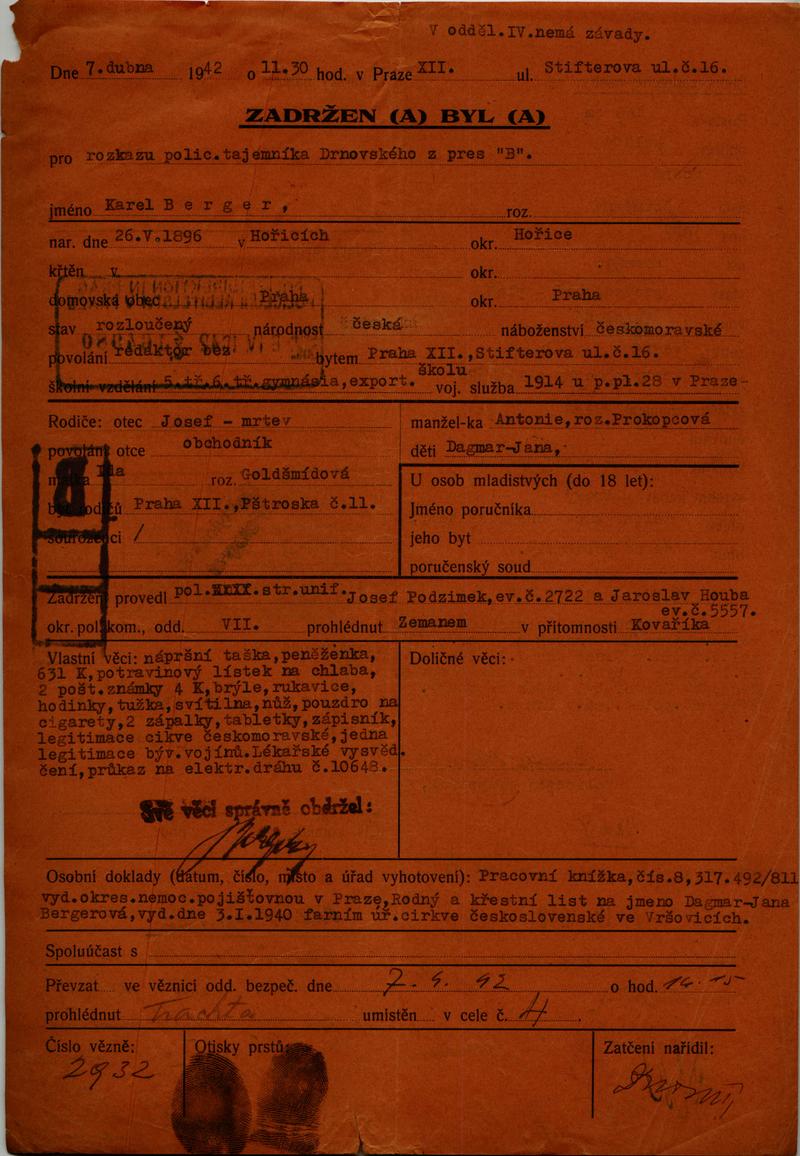 V odděl.IV.nemá závady.
Dne 7.dubna 1942 o 11.30 hod. v Praze XII. ul. Stifterova ul.č.16.
ZADRŽEN (A) BYL (A)
pro rozkazu polic.tajemníka Drnovského z pres "B".
jméno Karel B e r g e r , roz.
nar. dne 26.V.1896 v Hořicích okr. Hořice
křtěn v okr.
domovská obec Praha okr. Praha
stav rozloučený národnost česká náboženství českomoravské
povolání redaktor bez bytem Praha XII.,Stifterova ul.č.16.
školní vzdělání 5.tř.6.tř.gymnásia,export. školu voj. služba 1914 u p.pl.28 v Praze-
Rodiče: otec Josef - mrtev
povolání otce obchodník
matka Ida roz. Goldšmídová
byt rodičů Praha XII.,Pštroska č.11.
sourozenci /
manžel-ka Antonie,roz.Prokopcová
děti Dagmar-Jana,
U osob mladistvých (do 18 let):
Jméno poručníka
jeho byt
poručenský soud
Zadržení provedl pol. str.unif. Josef Podzimek,ev.č.2722 a Jaroslav Houba
ev.č.5557.
okr. pol. kom., odd. VII. prohlédnut Zemanem v přítomnosti Kovaříka
Vlastní věci: náprsní taška,peněženka,
631 K,potravinový lístek na chlaba,
2 pošt.známky 4 K,brýle,rukavice,
hodinky,tužka,svítilna,nůž,pouzdro na
cigarety,2 zápalky,tabletky,zápisník,
legitimace cikve českomoravské,jedna
legitimace býv.vojínů.Lékařské vysvěd
čení,průkaz na elektr.dráhu č.10648.
Doličné věci:
Své věci správně obdržel:
Osobní doklady (datum, číslo, místo a úřad vyhotovení): Pracovní knížka,čís.8,317.492/811
vyd.okres.nemoc.pojišťovnou v Praze,Rodný a křestní list na jmeno Dagmar-Jana
Bergerová,vyd.dne 3.I.1940 farním úř.cirkve československé ve Vršovicích.
Spoluúčast s
Převzat ve věznici odd. bezpeč. dne 7. 4. 42 o hod. 14.15
prohlédnut Trachta umístěn v cele č. 4.
Číslo vězně:
2932
Otisky prstů:
Zatčení nařídil: